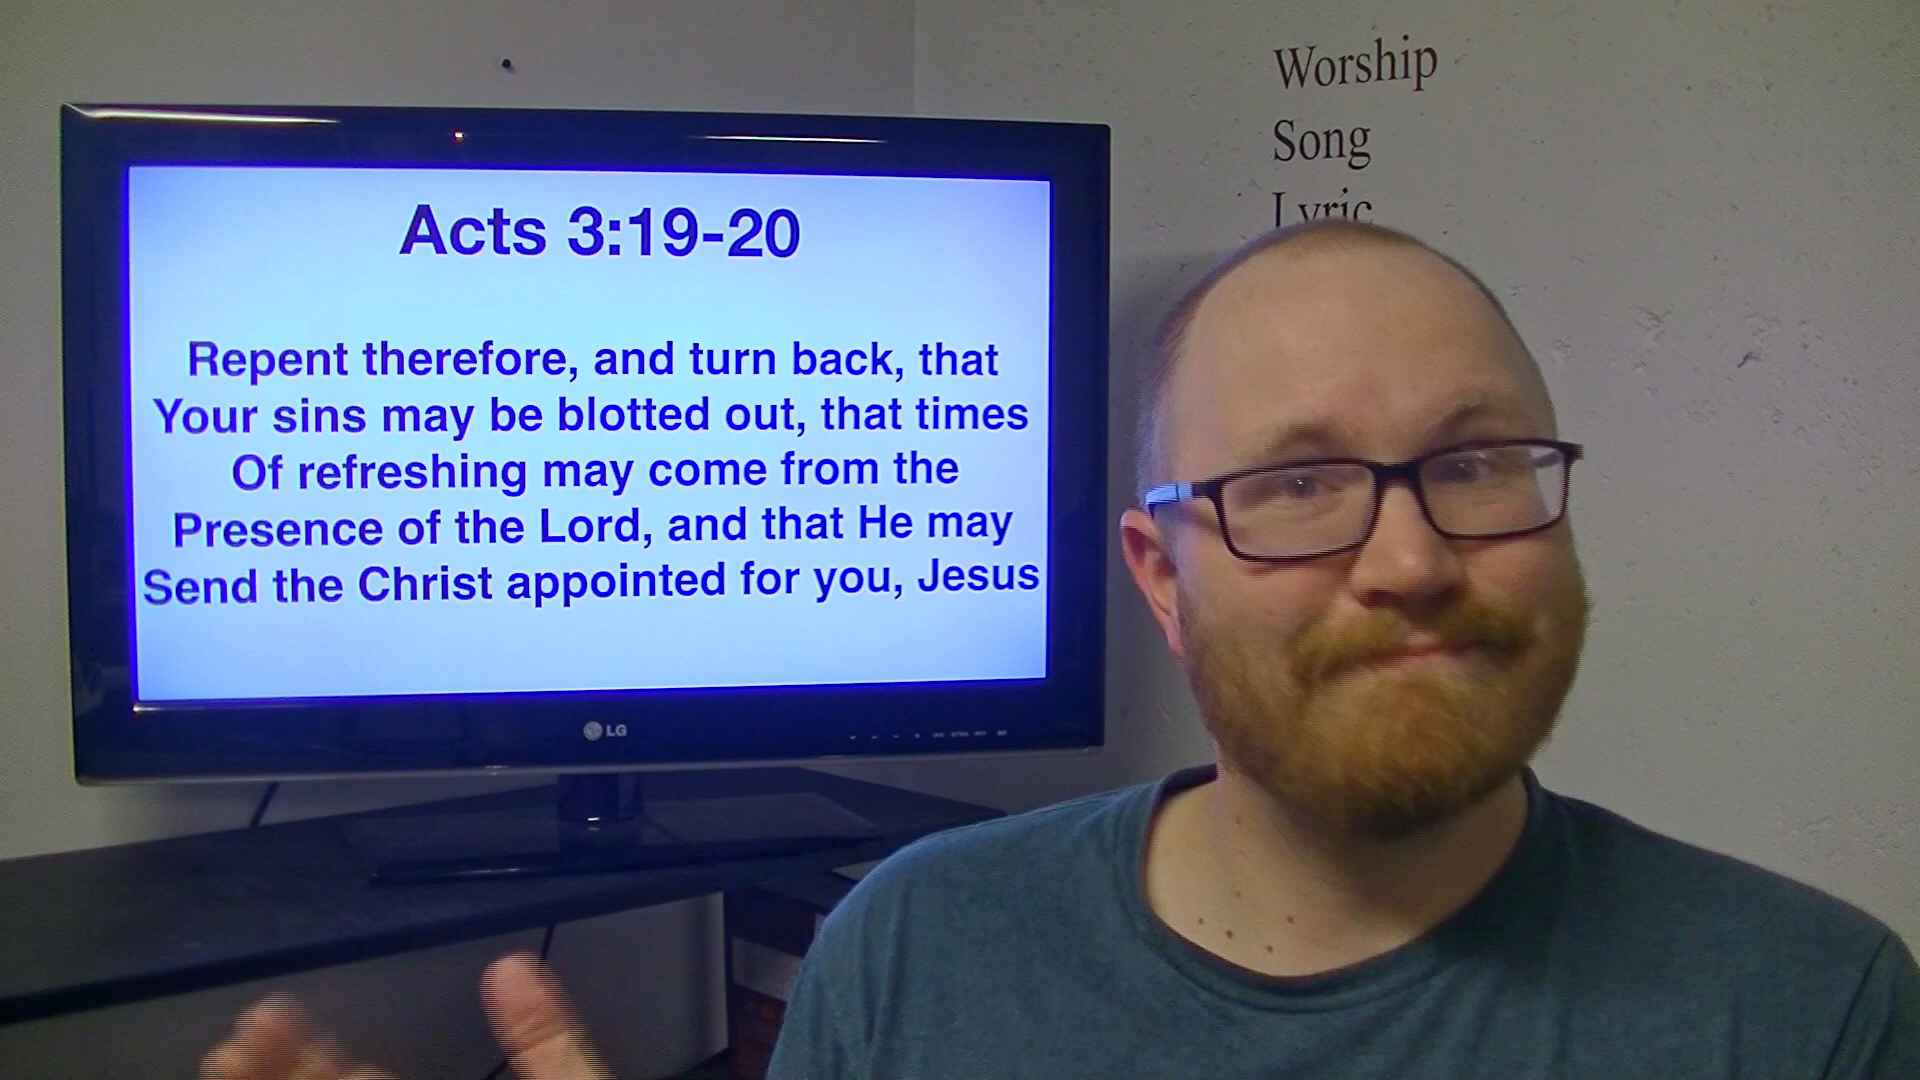 Acts 3:19-20
Repent therefore, and turn back, that
Your sins may be blotted out, that times
Of refreshing may come from the
Presence of the Lord, and that He may
Send the Christ appointed for you, Jesus
LG
Worship
Song
Lyric